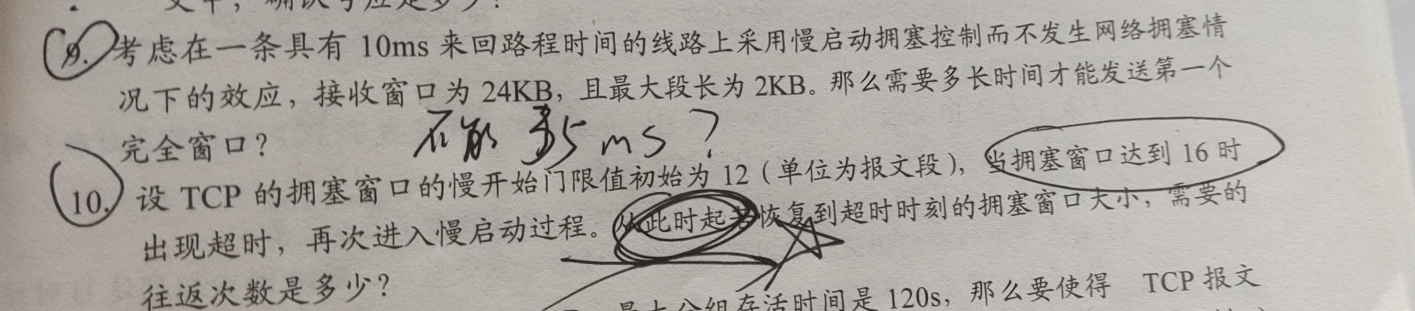 9. 考虑在一条具有 10ms 来回路程时间的线路上采用慢启动拥塞控制而不发生网络拥塞情
况下的效应，接收窗口为 24KB，且最大段长为 2KB。那么需要多长时间才能发送第一个
完全窗口？
不能 35ms？
10. 设 TCP 的拥塞窗口的慢开始门限值初始为 12（单位为报文段），当拥塞窗口达到 16 时
出现超时，再次进入慢启动过程。从此时起若恢复到超时时刻的拥塞窗口大小，需要的
往返次数是多少？
最大分组存活时间是 120s，那么要使得 TCP 报文